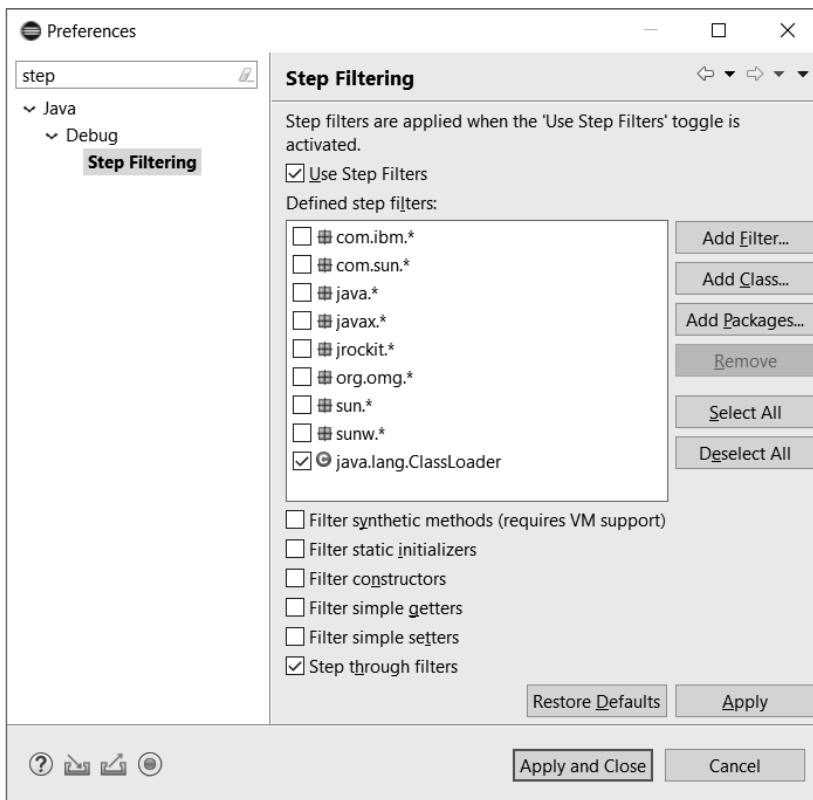 Preferences
step
Java
Debug
Step Filtering
Step Filtering
Step filters are applied when the 'Use Step Filters' toggle is
activated.
Use Step Filters
Defined step filters:
com.ibm.*
com.sun.*
java.*
javax.*
jrockit.*
org.omg.*
sun.*
sunw.*
java.lang.ClassLoader
Add Filter...
Add Class...
Add Packages...
Remove
Select All
Deselect All
Filter synthetic methods (requires VM support)
Filter static initializers
Filter constructors
Filter simple getters
Filter simple setters
Step through filters
Restore Defaults
Apply
Apply and Close
Cancel